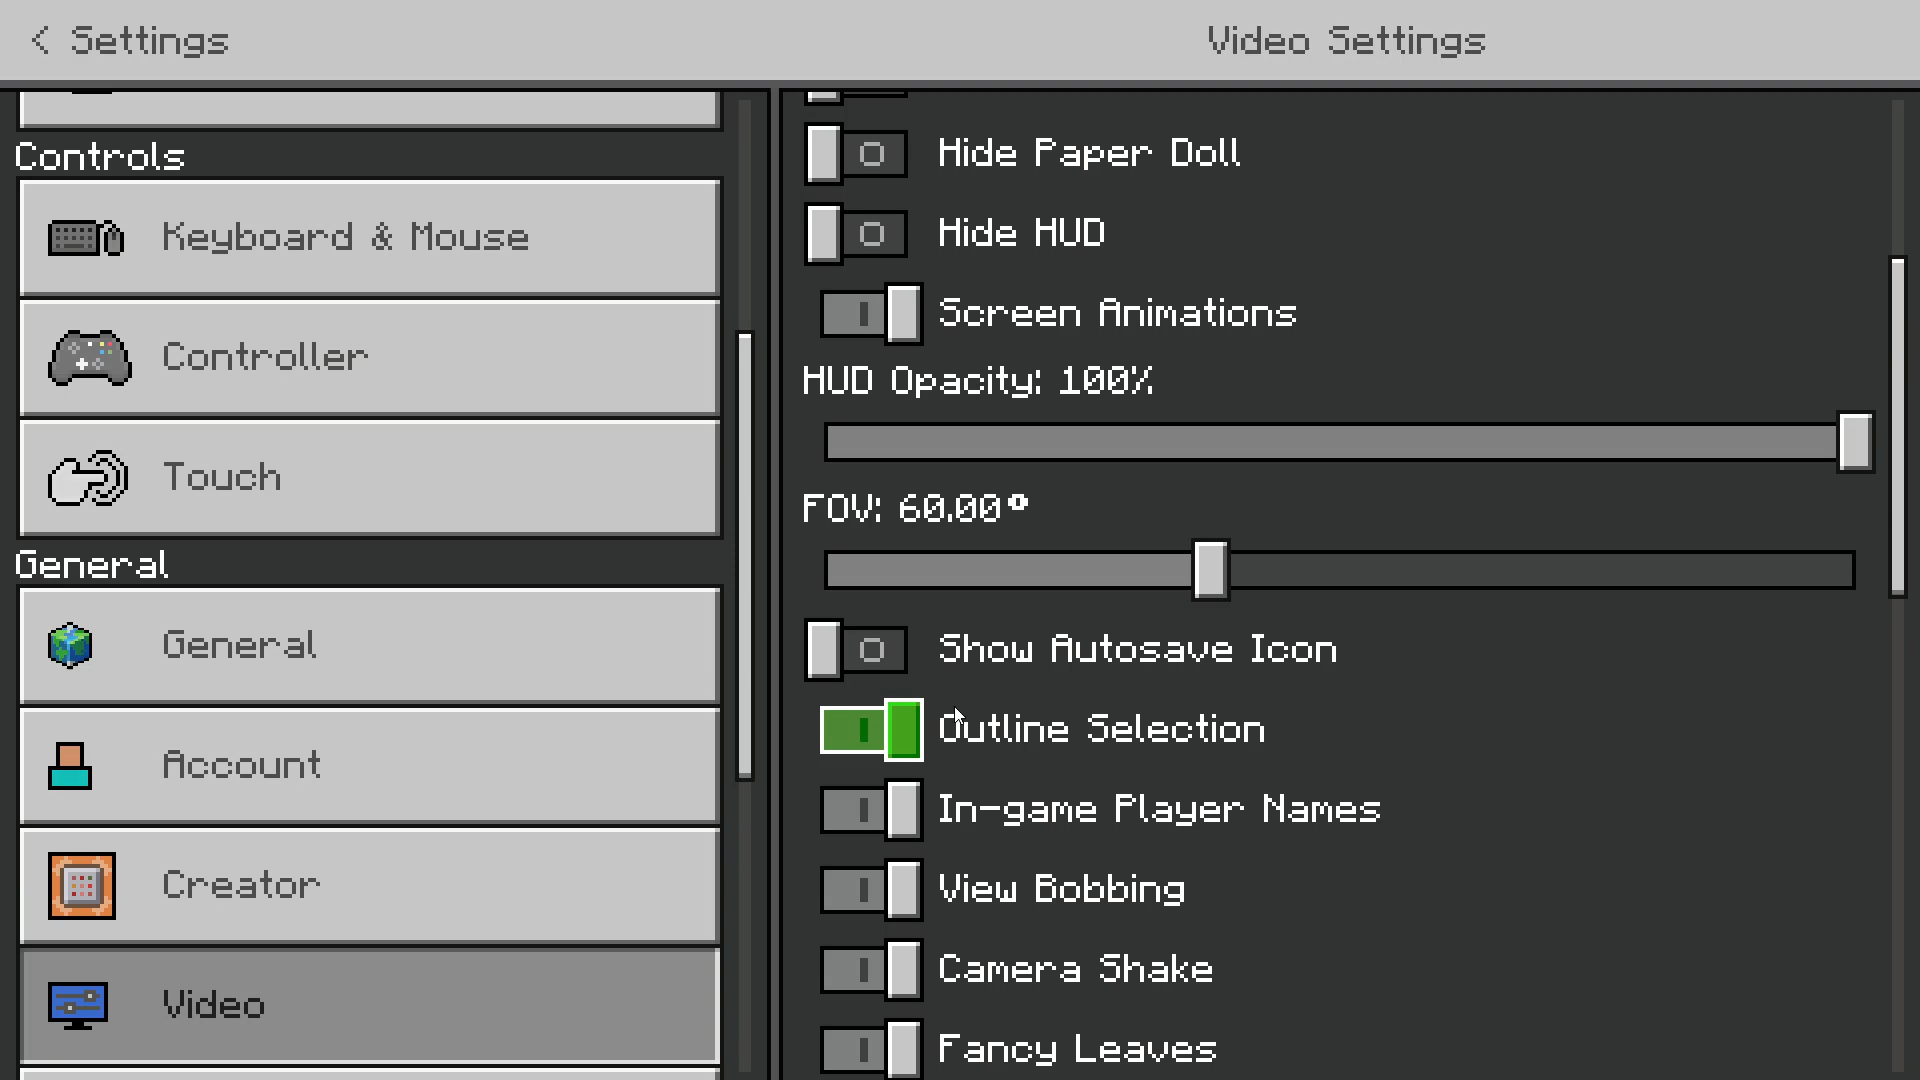 Settings
Video Settings
Controls
Keyboard & Mouse
Controller
Touch
General
General
Account
Creator
Video
Hide Paper Doll
Hide HUD
Screen Animations
HUD Opacity: 100%
FOV: 60.00°
Show Autosave Icon
Outline Selection
In-game Player Names
View Bobbing
Camera Shake
Fancy Leaves